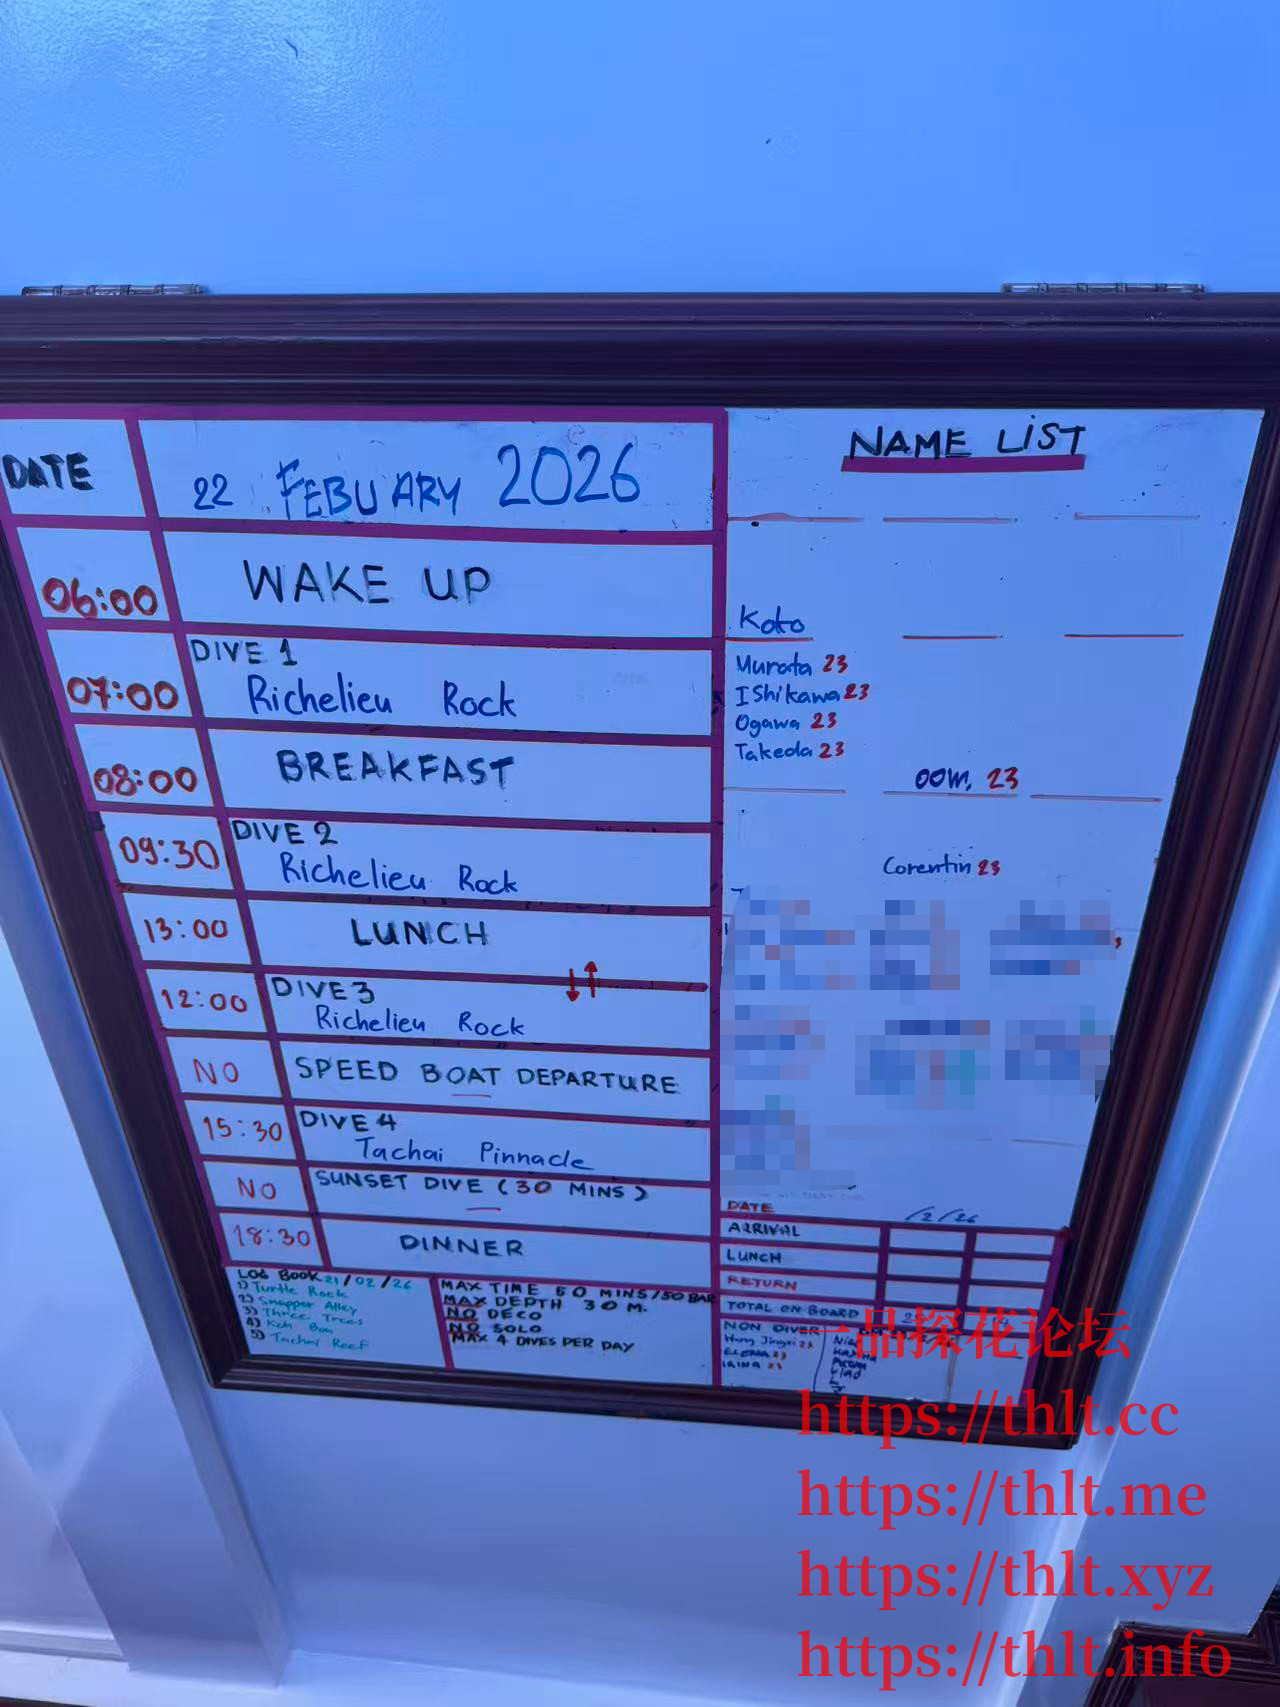 DATE
22 FEBUARY 2026
06:00
WAKE UP
07:00
DIVE 1
Richelieu Rock
08:00
BREAKFAST
09:30
DIVE 2
Richelieu Rock
13:00
LUNCH
12:00
DIVE 3
Richelieu Rock
NO
SPEED BOAT DEPARTURE
15:30
DIVE 4
Tachai Pinnacle
NO
SUNSET DIVE (30 MINS)
18:30
DINNER
LOG BOOK 21/02/26
1) Turtle Rock
2) Snapper Alley
3) Three Trees
4) Koh Bon
5) Tachai Reef
MAX TIME 50 MINS/50 BAR
MAX DEPTH 30 M.
NO DECO
NO SOLO
MAX 4 DIVES PER DAY
NAME LIST
Koto
Murata 23
IShikawa 23
Ogawa 23
Takeda 23
OOM. 23
Corentin 23
DATE
/2/26
ARRIVAL
LUNCH
RETURN
TOTAL ON BOARD
NON DIVER
ELENA 23
IRINA 23
一品探花论坛
https://thlt.cc
https://thlt.me
https://thlt.xyz
https://thlt.info